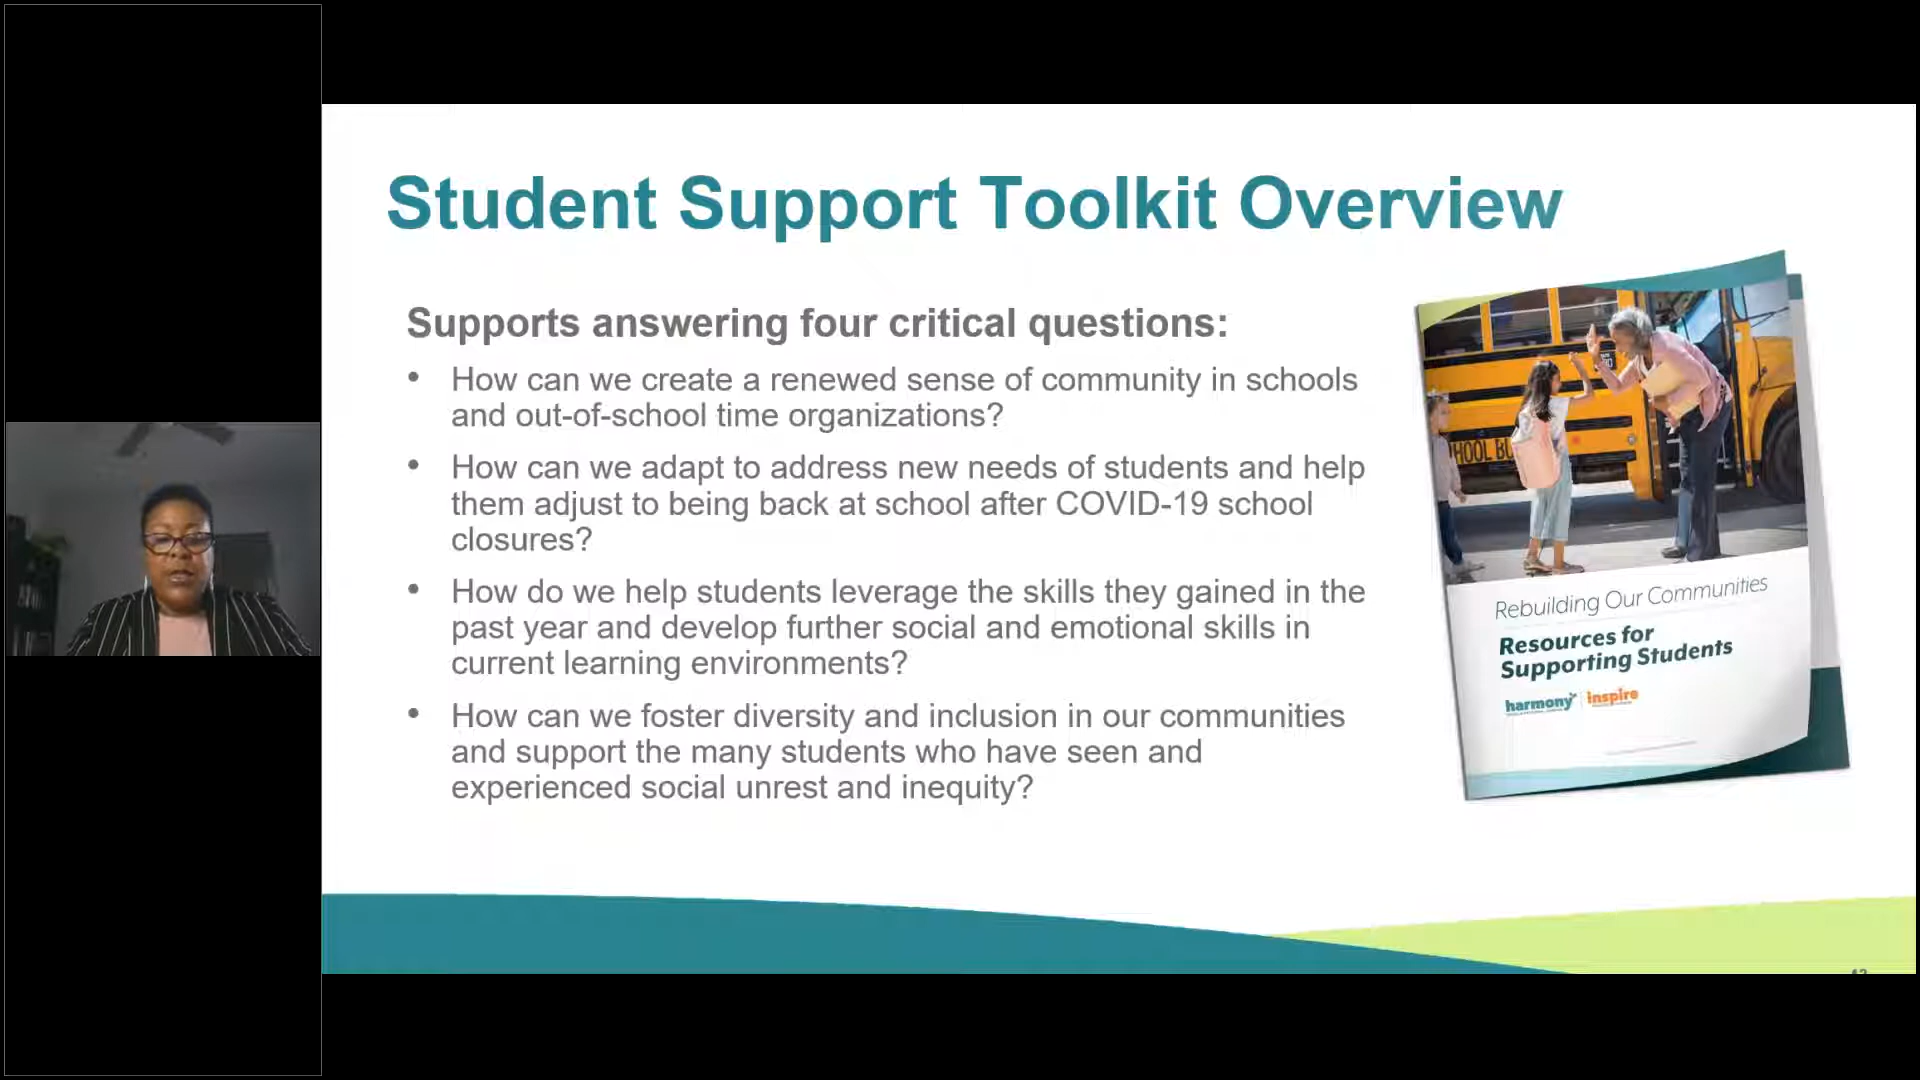 Student Support Toolkit Overview
Supports answering four critical questions:
• How can we create a renewed sense of community in schools
and out-of-school time organizations?
• How can we adapt to address new needs of students and help
them adjust to being back at school after COVID-19 school
closures?
• How do we help students leverage the skills they gained in the
past year and develop further social and emotional skills in
current learning environments?
• How can we foster diversity and inclusion in our communities
and support the many students who have seen and
experienced social unrest and inequity?
HOOL BU
Rebuilding Our Communities
Resources for
Supporting Students
harmony inspire